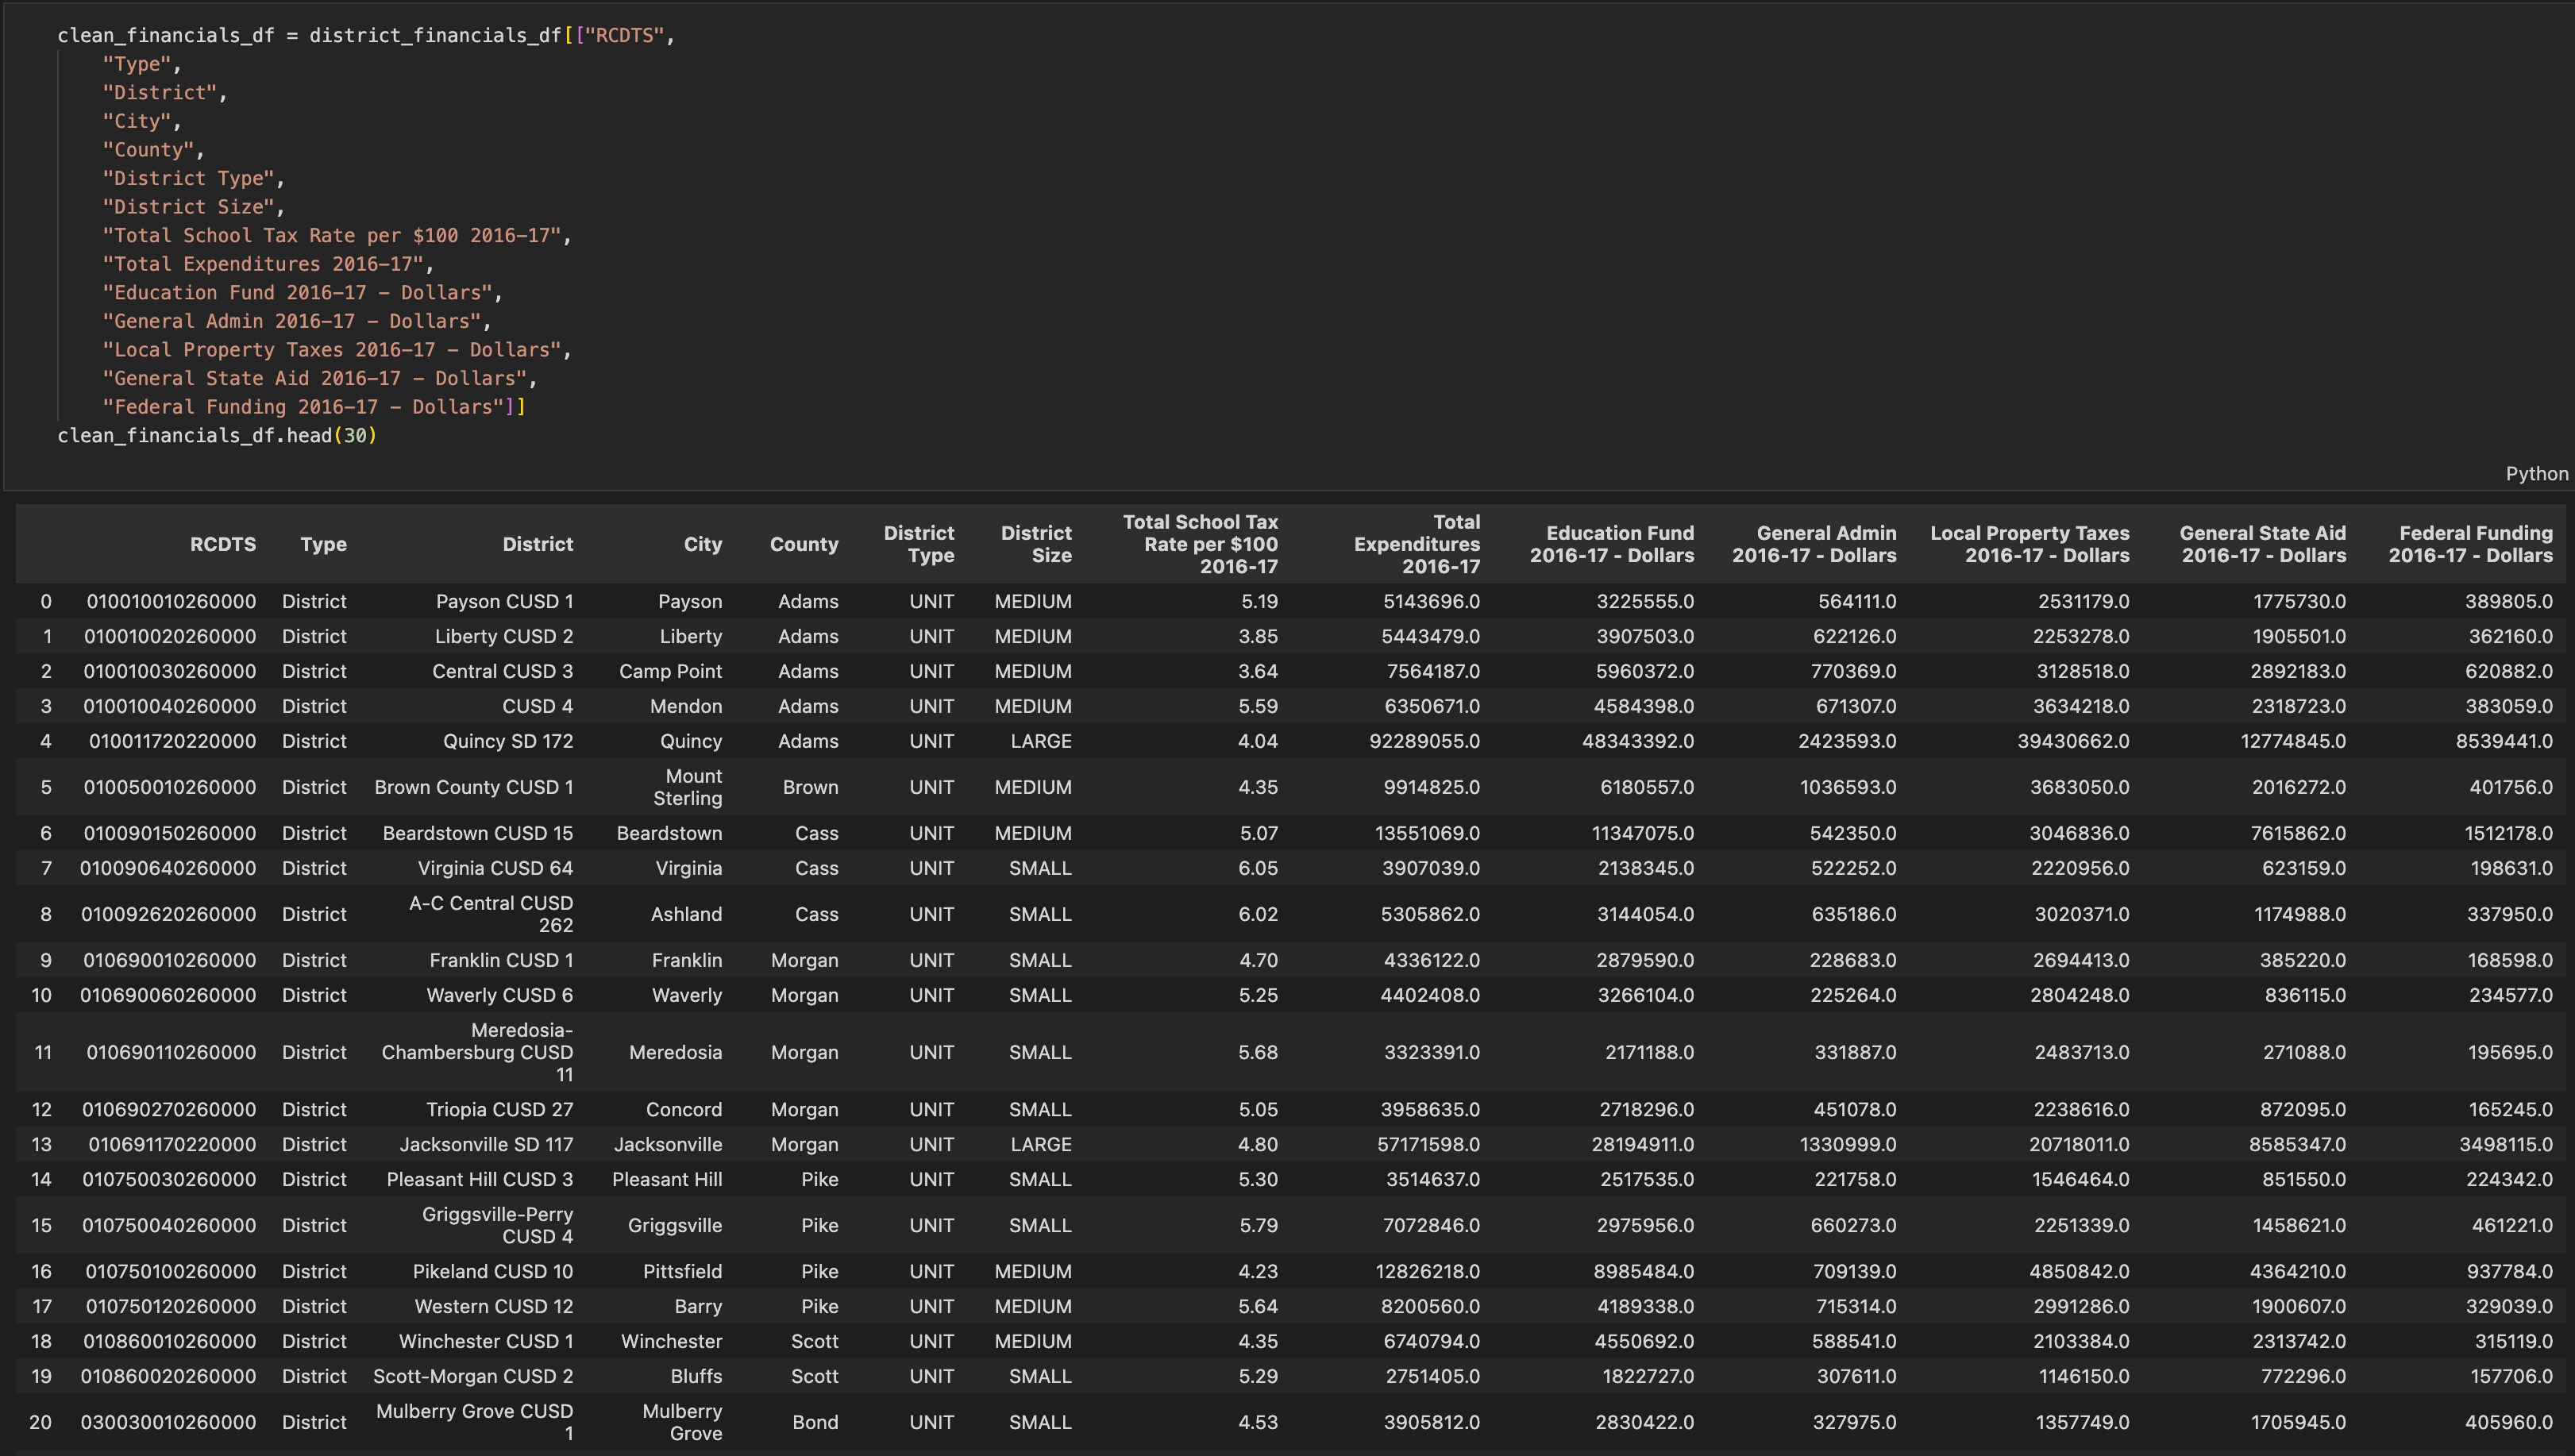 clean_financials_df = district_financials_df[["RCDTS",
"Type",
"District",
"City",
"County",
"District Type",
"District Size",
"Total School Tax Rate per $100 2016-17",
"Total Expenditures 2016-17",
"Education Fund 2016-17 - Dollars",
"General Admin 2016-17 - Dollars",
"Local Property Taxes 2016-17 - Dollars",
"General State Aid 2016-17 - Dollars",
"Federal Funding 2016-17 - Dollars"]]
clean_financials_df.head(30)
Python
RCDTS Type District City County District Type District Size Total School Tax Rate per $100 2016-17 Total Expenditures 2016-17 Education Fund 2016-17 - Dollars General Admin 2016-17 - Dollars Local Property Taxes 2016-17 - Dollars General State Aid 2016-17 - Dollars Federal Funding 2016-17 - Dollars
0 010010010260000 District Payson CUSD 1 Payson Adams UNIT MEDIUM 5.19 5143696.0 3225555.0 564111.0 2531179.0 1775730.0 389805.0
1 010010020260000 District Liberty CUSD 2 Liberty Adams UNIT MEDIUM 3.85 5443479.0 3907503.0 622126.0 2253278.0 1905501.0 362160.0
2 010010030260000 District Central CUSD 3 Camp Point Adams UNIT MEDIUM 3.64 7564187.0 5960372.0 770369.0 3128518.0 2892183.0 620882.0
3 010010040260000 District CUSD 4 Mendon Adams UNIT MEDIUM 5.59 6350671.0 4584398.0 671307.0 3634218.0 2318723.0 383059.0
4 010011720220000 District Quincy SD 172 Quincy Adams UNIT LARGE 4.04 92289055.0 48343392.0 2423593.0 39430662.0 12774845.0 8539441.0
5 010050010260000 District Brown County CUSD 1 Mount Sterling Brown UNIT MEDIUM 4.35 9914825.0 6180557.0 1036593.0 3683050.0 2016272.0 401756.0
6 010090150260000 District Beardstown CUSD 15 Beardstown Cass UNIT MEDIUM 5.07 13551069.0 11347075.0 542350.0 3046836.0 7615862.0 1512178.0
7 010090640260000 District Virginia CUSD 64 Virginia Cass UNIT SMALL 6.05 3907039.0 2138345.0 522252.0 2220956.0 623159.0 198631.0
8 010092620260000 District A-C Central CUSD 262 Ashland Cass UNIT SMALL 6.02 5305862.0 3144054.0 635186.0 3020371.0 1174988.0 337950.0
9 010690010260000 District Franklin CUSD 1 Franklin Morgan UNIT SMALL 4.70 4336122.0 2879590.0 228683.0 2694413.0 385220.0 168598.0
10 010690060260000 District Waverly CUSD 6 Waverly Morgan UNIT SMALL 5.25 4402408.0 3266104.0 225264.0 2804248.0 836115.0 234577.0
11 010690110260000 District Meredosia-Chambersburg CUSD 11 Meredosia Morgan UNIT SMALL 5.68 3323391.0 2171188.0 331887.0 2483713.0 271088.0 195695.0
12 010690270260000 District Triopia CUSD 27 Concord Morgan UNIT SMALL 5.05 3958635.0 2718296.0 451078.0 2238616.0 872095.0 165245.0
13 010691170220000 District Jacksonville SD 117 Jacksonville Morgan UNIT LARGE 4.80 57171598.0 28194911.0 1330999.0 20718011.0 8585347.0 3498115.0
14 010750030260000 District Pleasant Hill CUSD 3 Pleasant Hill Pike UNIT SMALL 5.30 3514637.0 2517535.0 221758.0 1546464.0 851550.0 224342.0
15 010750040260000 District Griggsville-Perry CUSD 4 Griggsville Pike UNIT SMALL 5.79 7072846.0 2975956.0 660273.0 2251339.0 1458621.0 461221.0
16 010750100260000 District Pikeland CUSD 10 Pittsfield Pike UNIT MEDIUM 4.23 12826218.0 8985484.0 709139.0 4850842.0 4364210.0 937784.0
17 010750120260000 District Western CUSD 12 Barry Pike UNIT MEDIUM 5.64 8200560.0 4189338.0 715314.0 2991286.0 1900607.0 329039.0
18 010860010260000 District Winchester CUSD 1 Winchester Scott UNIT MEDIUM 4.35 6740794.0 4550692.0 588541.0 2103384.0 2313742.0 315119.0
19 010860020260000 District Scott-Morgan CUSD 2 Bluffs Scott UNIT SMALL 5.29 2751405.0 1822727.0 307611.0 1146150.0 772296.0 157706.0
20 030030010260000 District Mulberry Grove CUSD 1 Mulberry Grove Bond UNIT SMALL 4.53 3905812.0 2830422.0 327975.0 1357749.0 1705945.0 405960.0